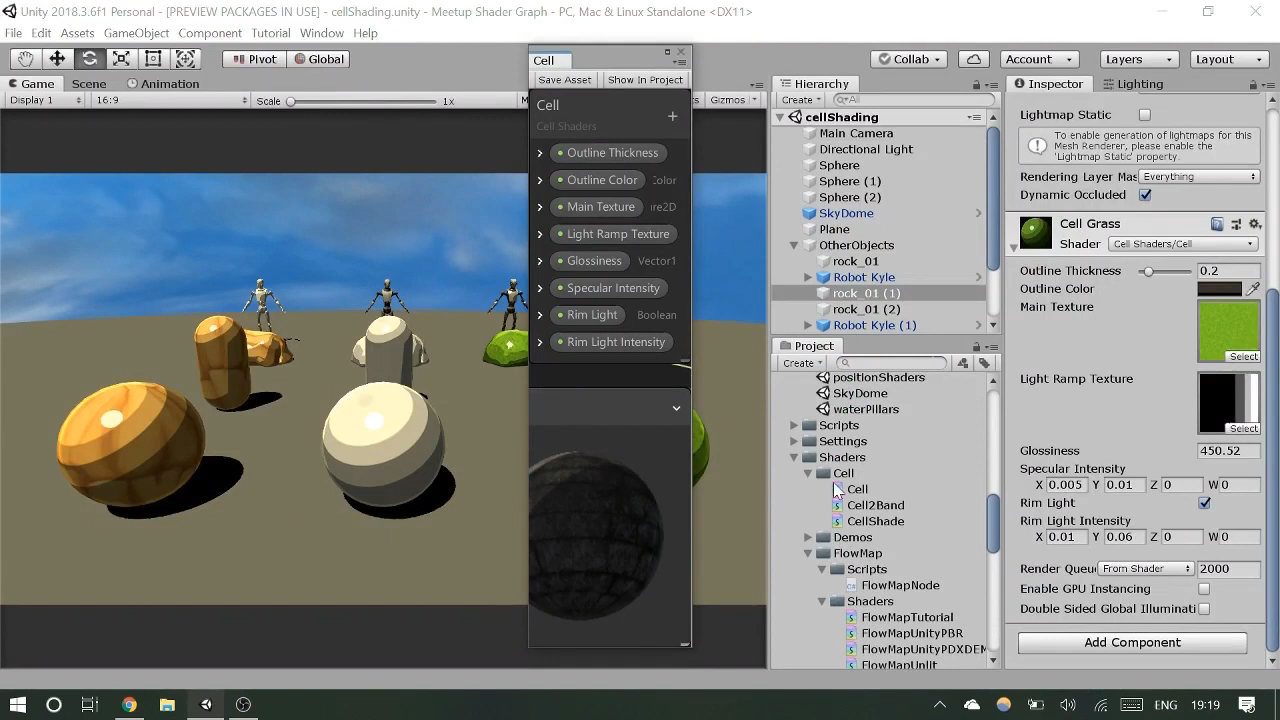 Unity 2018.3.6f1 Personal - [PREVIEW PACKAGES IN USE] - cellShading.unity - Meetup Shader Graph - PC, Mac & Linux Standalone <DX11>
File Edit Assets GameObject Component Tutorial Window Help
Pivot Global Collab Account Layers Layout
Game Scene Animation
Display 1 16:9 Scale 1x Gizmos
Cell
Save Asset Show In Project
Cell
Cell Shaders
Outline Thickness
Outline Color
Main Texture
Light Ramp Texture
Glossiness Vector1
Specular Intensity
Rim Light Boolean
Rim Light Intensity
Hierarchy
Create All
cellShading
Main Camera
Directional Light
Sphere
Sphere (1)
Sphere (2)
SkyDome
Plane
OtherObjects
rock_01
Robot Kyle
rock_01 (1)
rock_01 (2)
Robot Kyle (1)
Project
Create
positionShaders
SkyDome
waterPillars
Scripts
Settings
Shaders
Cell
Cell
Cell2Band
CellShade
Demos
FlowMap
Scripts
FlowMapNode
Shaders
FlowMapTutorial
FlowMapUnityPBR
FlowMapUnityPDXDEM
FlowMapUnlit
Inspector Lighting
Lightmap Static
To enable generation of lightmaps for this
Mesh Renderer, please enable the
'Lightmap Static' property.
Rendering Layer Mas Everything
Dynamic Occluded
Cell Grass
Shader Cell Shaders/Cell
Outline Thickness 0.2
Outline Color
Main Texture
Select
Light Ramp Texture
Select
Glossiness 450.52
Specular Intensity
X 0.005 Y 0.01 Z 0 W 0
Rim Light
Rim Light Intensity
X 0.01 Y 0.06 Z 0 W 0
Render Queu From Shader 2000
Enable GPU Instancing
Double Sided Global Illuminati
Add Component
ENG 19:19